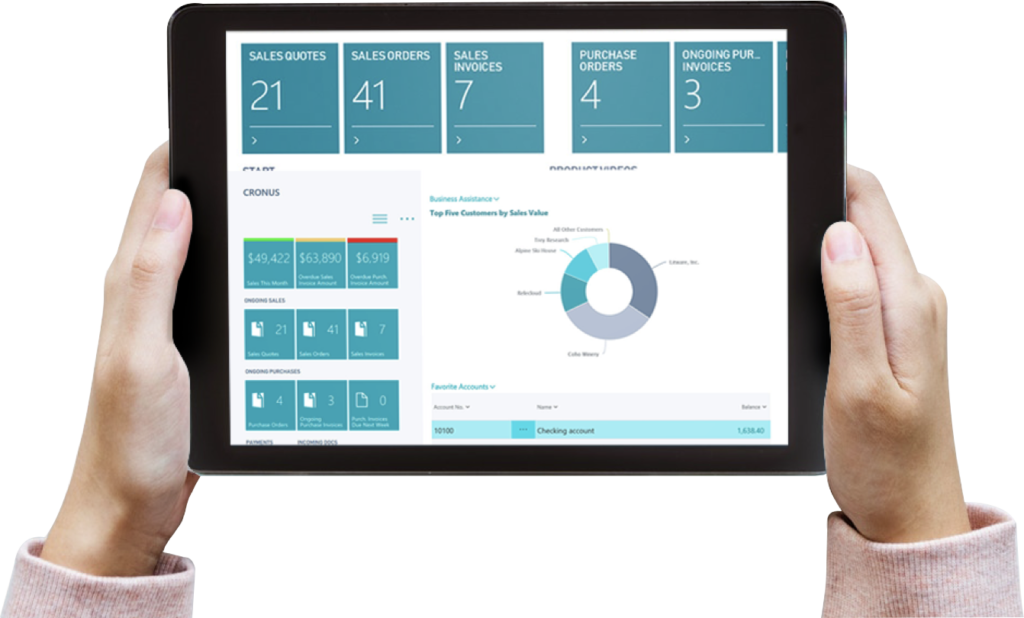 SALES QUOTES
21
SALES ORDERS
41
SALES
INVOICES
7
PURCHASE
ORDERS
4
ONGOING PUR...
INVOICES
3
START
PRODUCT VIDEOS
CRONUS
$49,422
Sales This Month
$63,890
Overdue Sales
Invoice Amount
$6,919
Overdue Purch.
Invoice Amount
ONGOING SALES
21
Sales Quotes
41
Sales Orders
7
Sales Invoices
ONGOING PURCHASES
4
Purchase Orders
3
Ongoing
Purchase Invoices
0
Purch. Invoices
Due Next Week
PAYMENTS
INCOMING DOCS
Business Assistance
Top Five Customers by Sales Value
All Other Customers
Trey Research
Alpine Ski House
Relecloud
Coho Winery
Favorite Accounts
Account No.
Name
Balance
10100
Checking account
1,638.40